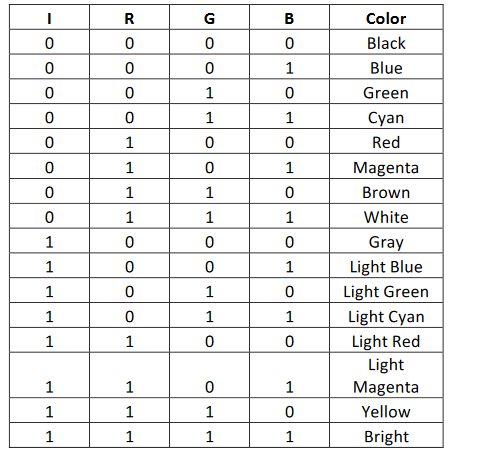 I R G B Color
0 0 0 0 Black
0 0 0 1 Blue
0 0 1 0 Green
0 0 1 1 Cyan
0 1 0 0 Red
0 1 0 1 Magenta
0 1 1 0 Brown
0 1 1 1 White
1 0 0 0 Gray
1 0 0 1 Light Blue
1 0 1 0 Light Green
1 0 1 1 Light Cyan
1 1 0 0 Light Red
Light
1 1 0 1 Magenta
1 1 1 0 Yellow
1 1 1 1 Bright